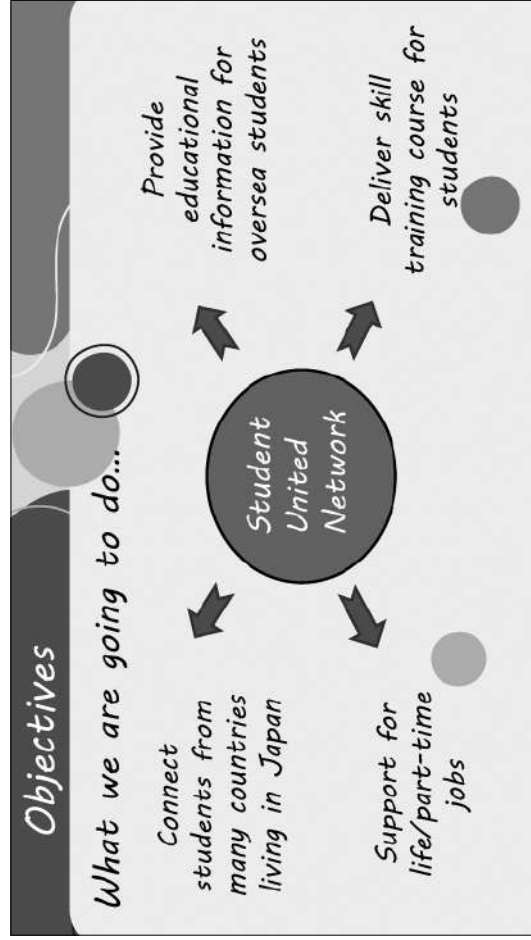 Objectives
What we are going to do...
Connect
students from
many countries
living in Japan
Provide
educational
information for
oversea students
Student
United
Network
Support for
life/part-time
jobs
Deliver skill
training course for
students